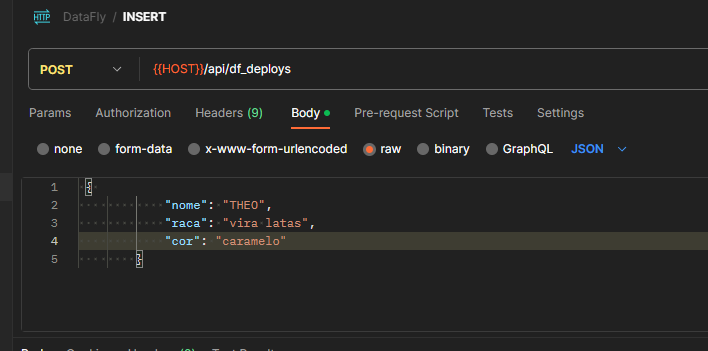 HTTP DataFly / INSERT
POST {{HOST}}/api/df_deploys
Params Authorization Headers (9) Body Pre-request Script Tests Settings
none form-data x-www-form-urlencoded raw binary GraphQL JSON
1 {
2 "nome": "THEO",
3 "raca": "vira latas",
4 "cor": "caramelo"
5 }